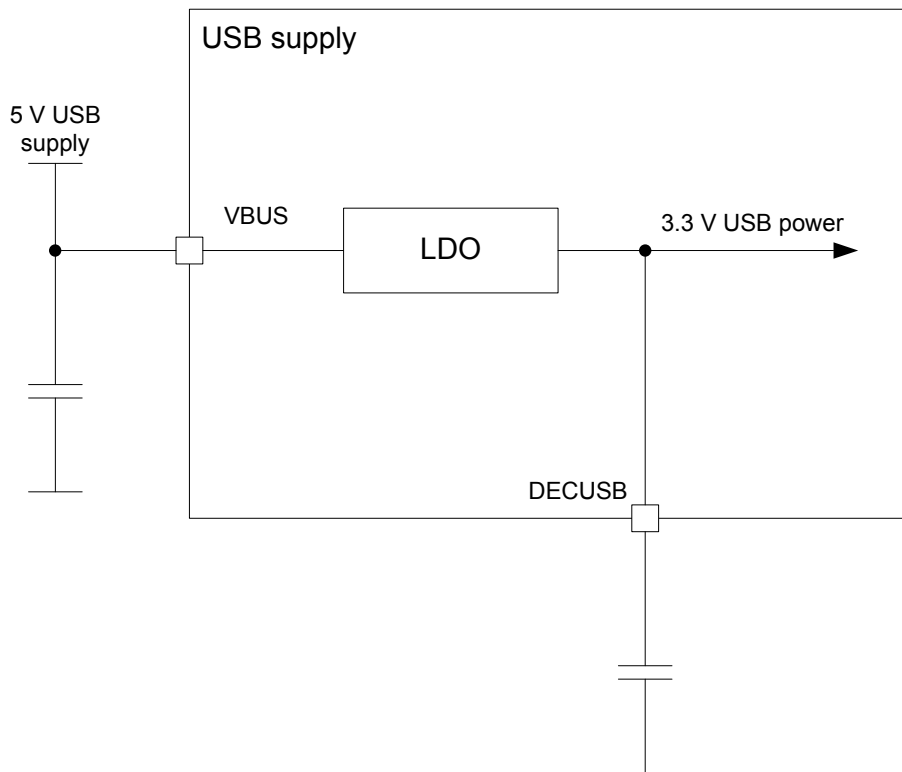 USB supply
5 V USB
supply
VBUS
LDO
3.3 V USB power
DECUSB